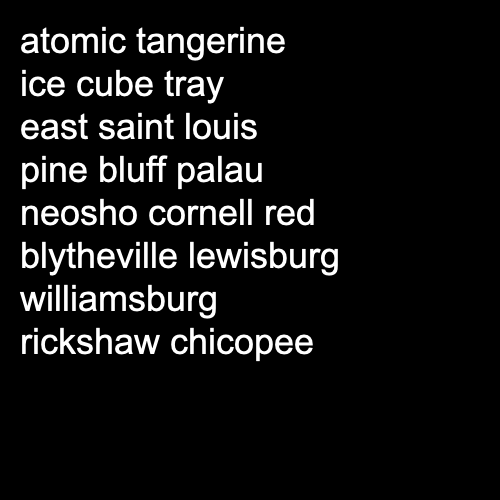 atomic tangerine
ice cube tray
east saint louis
pine bluff palau
neosho cornell red
blytheville lewisburg
williamsburg
rickshaw chicopee